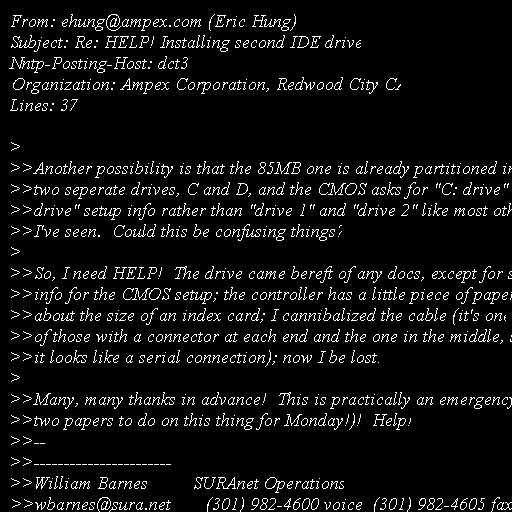 From: ehung@ampex.com (Eric Hung)
Subject: Re: HELP! Installing second IDE drive
Nntp-Posting-Host: dct3
Organization: Ampex Corporation, Redwood City CA
Lines: 37

>
>>Another possibility is that the 85MB one is already partitioned in
>>two seperate drives, C and D, and the CMOS asks for "C: drive"
>>drive" setup info rather than "drive 1" and "drive 2" like most oth
>>I've seen.  Could this be confusing things?
>
>>So, I need HELP!  The drive came bereft of any docs, except for s
>>info for the CMOS setup; the controller has a little piece of paper
>>about the size of an index card; I cannibalized the cable (it's one
>>of those with a connector at each end and the one in the middle, s
>>it looks like a serial connection); now I be lost.
>
>>Many, many thanks in advance!  This is practically an emergency
>>two papers to do on this thing for Monday!)!  Help!
>>--
>>-----------------------
>>William Barnes         SURAnet Operations
>>wbarnes@sura.net       (301) 982-4600 voice  (301) 982-4605 fax